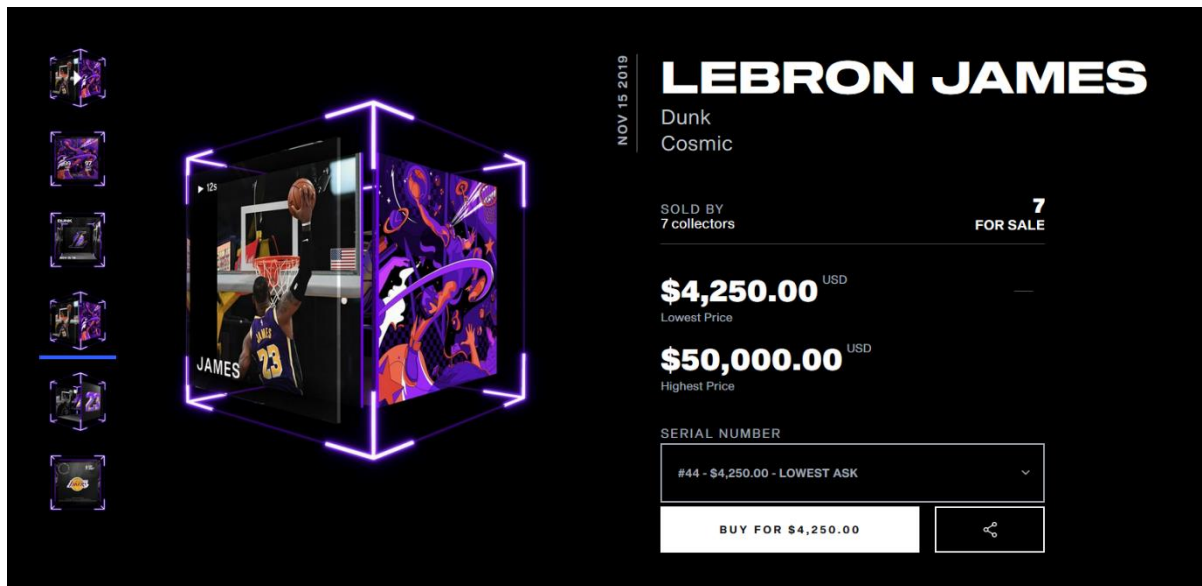 NOV 15 2019
LEBRON JAMES
Dunk
Cosmic
SOLD BY
7 collectors
7
FOR SALE
$4,250.00 USD
Lowest Price
$50,000.00 USD
Highest Price
SERIAL NUMBER
#44 - $4,250.00 - LOWEST ASK
BUY FOR $4,250.00
12s
JAMES
23
JAMES
DUNK